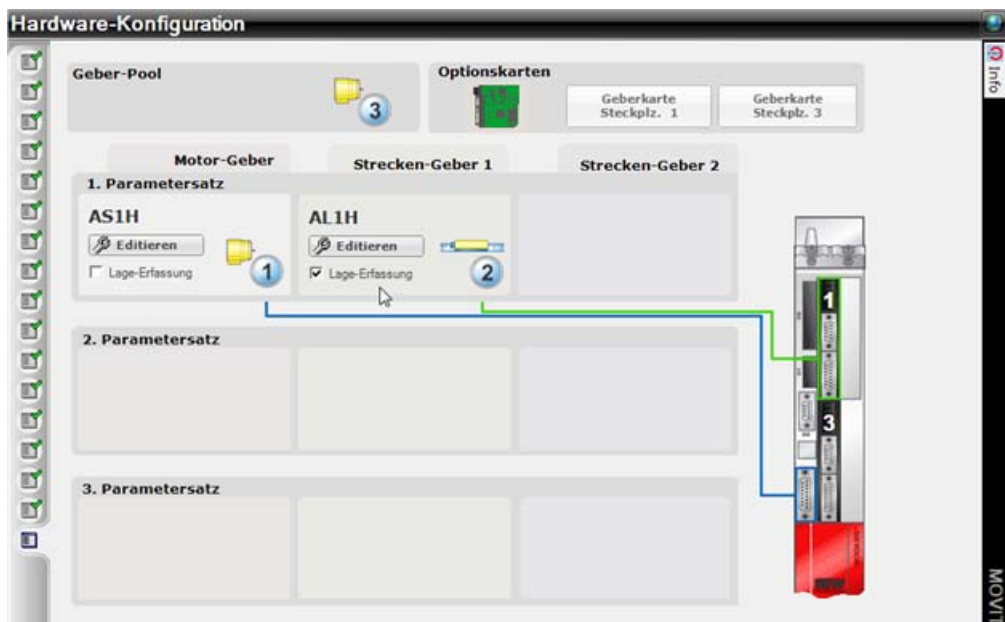 Hardware-Konfiguration
Info
Geber-Pool
3
Optionskarten
Geberkarte
Steckplz. 1
Geberkarte
Steckplz. 3
Motor-Geber
Strecken-Geber 1
Strecken-Geber 2
1. Parametersatz
AS1H
Editieren
Lage-Erfassung
1
AL1H
Editieren
Lage-Erfassung
2
2. Parametersatz
3. Parametersatz
1
3
MOVIT